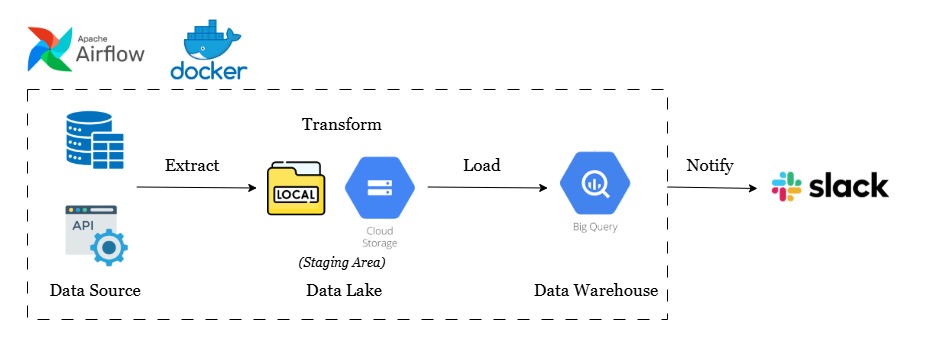 Apache
Airflow
docker
Transform
Extract
Load
Notify
LOCAL
slack
API
Cloud
Storage
Big Query
(Staging Area)
Data Source
Data Lake
Data Warehouse